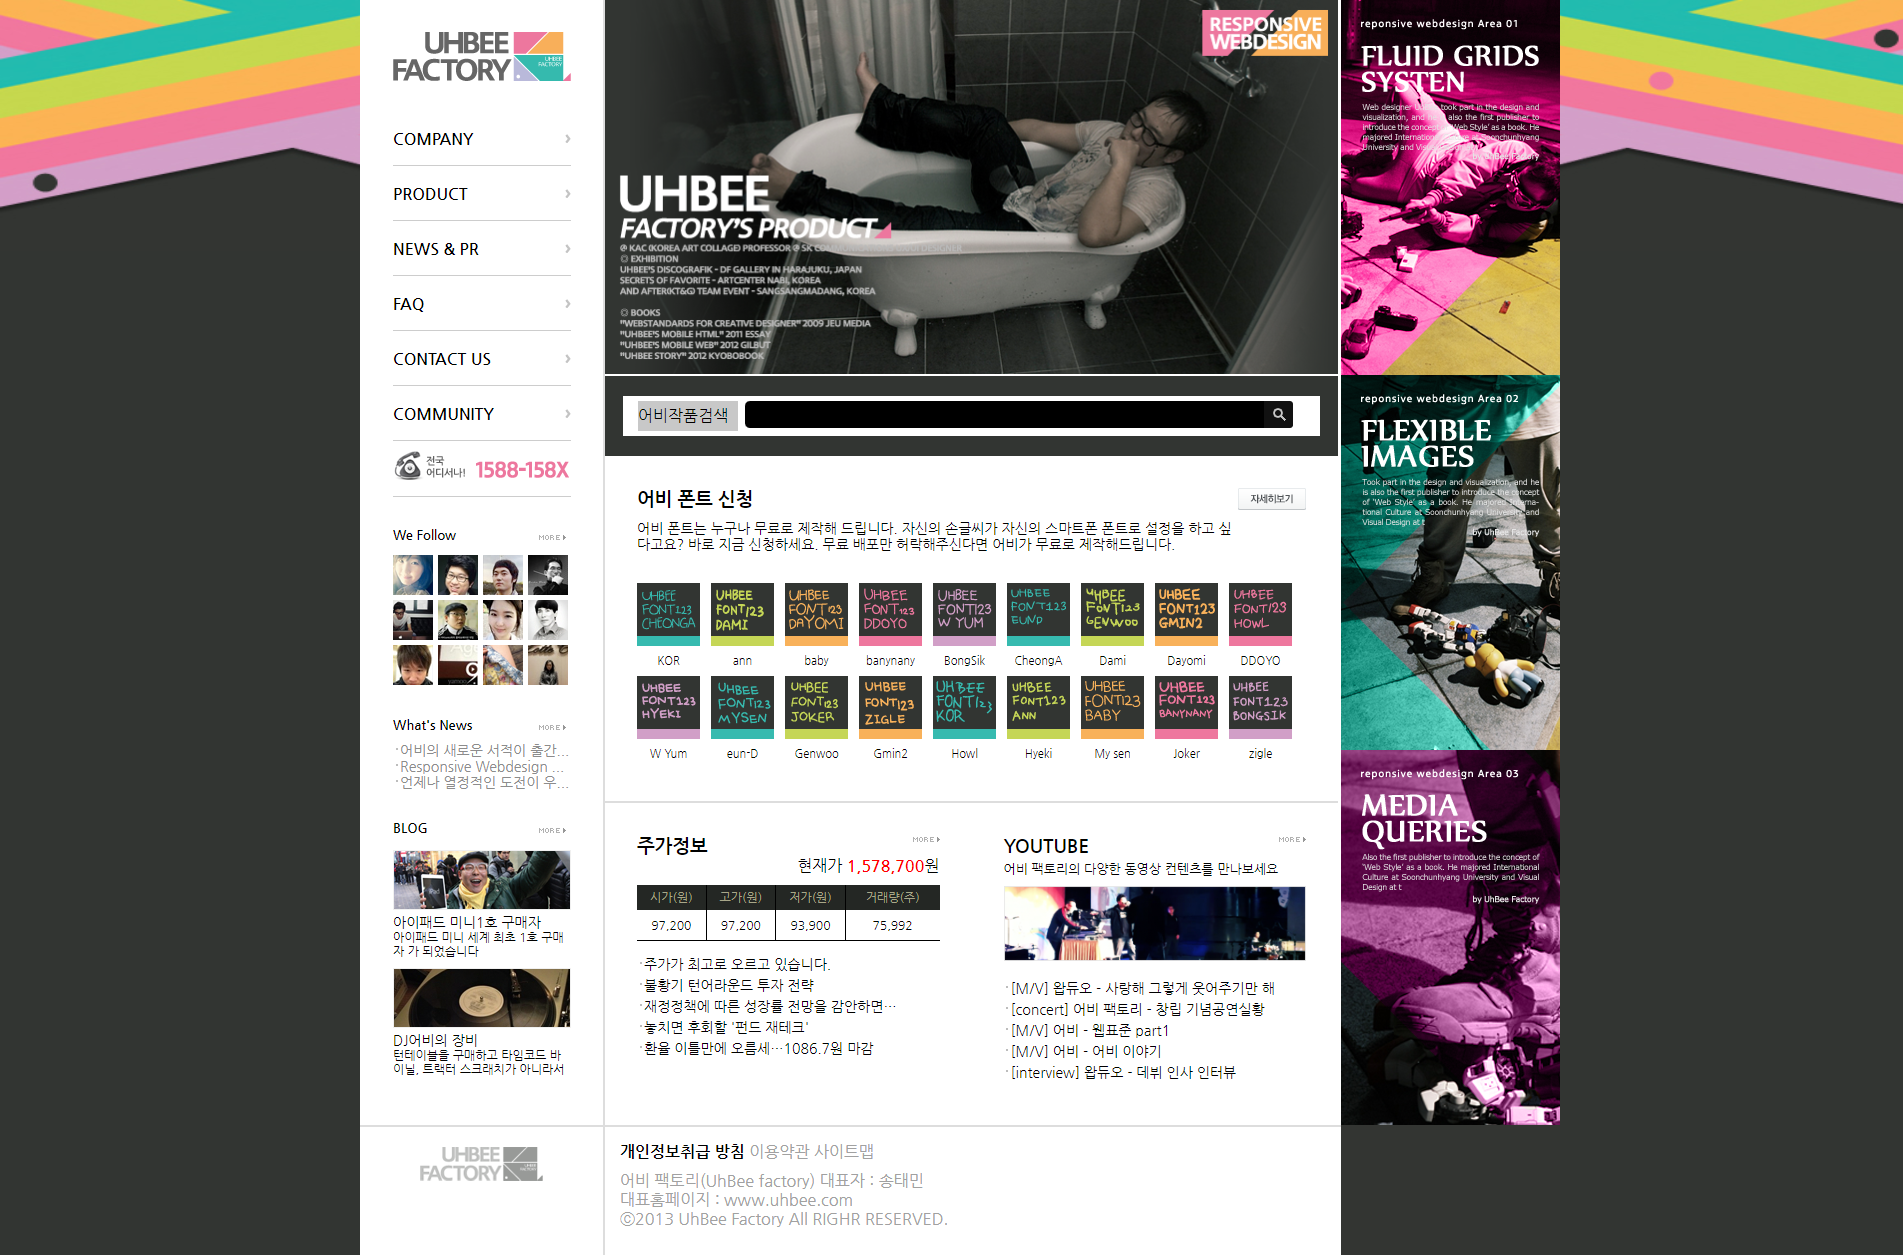 UHBEE
FACTORY
UHBEE
FACTORY
COMPANY
PRODUCT
NEWS & PR
FAQ
CONTACT US
COMMUNITY
전국
어디서나!
1588-158X
We Follow
MORE
What's News
MORE
·어비의 새로운 서적이 출간...
·Responsive Webdesign ...
·언제나 열정적인 도전이 우...
BLOG
MORE
아이패드 미니1호 구매자
아이패드 미니 세계 최초 1호 구매
자 가 되었습니다
DJ어비의 장비
턴테이블을 구매하고 타임코드 바
이닐, 트랙터 스크래치가 아니라서
RESPONSIVE
WEBDESIGN
UHBEE
FACTORY'S PRODUCT
@ KAC (KOREA ART COLLAGE) PROFESSOR @ SK
◎ EXHIBITION
UHBEE'S DISCOGRAFIK - DF GALLERY IN HARAJUKU, JAPAN
SECRETS OF FAVORITE - ARTCENTER NABI, KOREA
AND AFTER(KT&G) TEAM EVENT - SANGSANGMADANG, KOREA
◎ BOOKS
"WEBSTANDARDS FOR CREATIVE DESIGNER" 2009 JEU MEDIA
"UHBEE'S MOBILE HTML" 2011 ESSAY
"UHBEE'S MOBILE WEB" 2012 GILBUT
"UHBEE STORY" 2012 KYOBOBOOK
어비작품검색
어비 폰트 신청
자세히보기
어비 폰트는 누구나 무료로 제작해 드립니다. 자신의 손글씨가 자신의 스마트폰 폰트로 설정을 하고 싶
다고요? 바로 지금 신청하세요. 무료 배포만 허락해주신다면 어비가 무료로 제작해드립니다.
UHBEE FONT123 CHEONGA
UHBEE FONT123 DAMI
UHBEE FONT123 DAYOMI
UHBEE FONT123 DDOYO
UHBEE FONT123 W YUM
UHBEE FONT123 EUND
UHBEE FONT123 GENWOO
UHBEE FONT123 GMIN2
UHBEE FONT123 HOWL
KOR ann baby banynany BongSik CheongA Dami Dayomi DDOYO
UHBEE FONT123 HYEKI
UHBEE FONT123 MYSEN
UHBEE FONT123 JOKER
UHBEE FONT123 ZIGLE
UHBEE FONT123 KOR
UHBEE FONT123 ANN
UHBEE FONT123 BABY
UHBEE FONT123 BANYNANY
UHBEE FONT123 BONGSIK
W Yum eun-D Genwoo Gmin2 Howl Hyeki My sen Joker zigle
주가정보
MORE
현재가 1,578,700원
시가(원) 고가(원) 저가(원) 거래량(주)
97,200 97,200 93,900 75,992
·주가가 최고로 오르고 있습니다.
·불황기 턴어라운드 투자 전략
·재정정책에 따른 성장률 전망을 감안하면…
·놓치면 후회할 '펀드 재테크'
·환율 이틀만에 오름세…1086.7원 마감
YOUTUBE
MORE
어비 팩토리의 다양한 동영상 컨텐츠를 만나보세요
·[M/V] 왑듀오 - 사랑해 그렇게 웃어주기만 해
·[concert] 어비 팩토리 - 창립 기념공연실황
·[M/V] 어비 - 웹표준 part1
·[M/V] 어비 - 어비 이야기
·[interview] 왑듀오 - 데뷔 인사 인터뷰
reponsive webdesign Area 01
FLUID GRIDS
SYSTEN
Web designer took part in the design and
visualization, and also the first publisher to
introduce the concept 'Web Style' as a book. He
majored International at Soonchunhyang
University and
by UhBee Factory
reponsive webdesign Area 02
FLEXIBLE
IMAGES
Took part in the design and visualization, and he
is also the first publisher to introduce the concept
of 'Web Style' as a book. He majored Interna-
tional Culture at Soonchunhyang University and
Visual Design at t
by UhBee Factory
reponsive webdesign Area 03
MEDIA
QUERIES
Also the first publisher to introduce the concept of
'Web Style' as a book. He majored International
Culture at Soonchunhyang University and Visual
Design at t
by UhBee Factory
UHBEE
FACTORY
개인정보취급 방침 이용약관 사이트맵
어비 팩토리(UhBee factory) 대표자 : 송태민
대표홈페이지 : www.uhbee.com
ⓒ2013 UhBee Factory All RIGHR RESERVED.